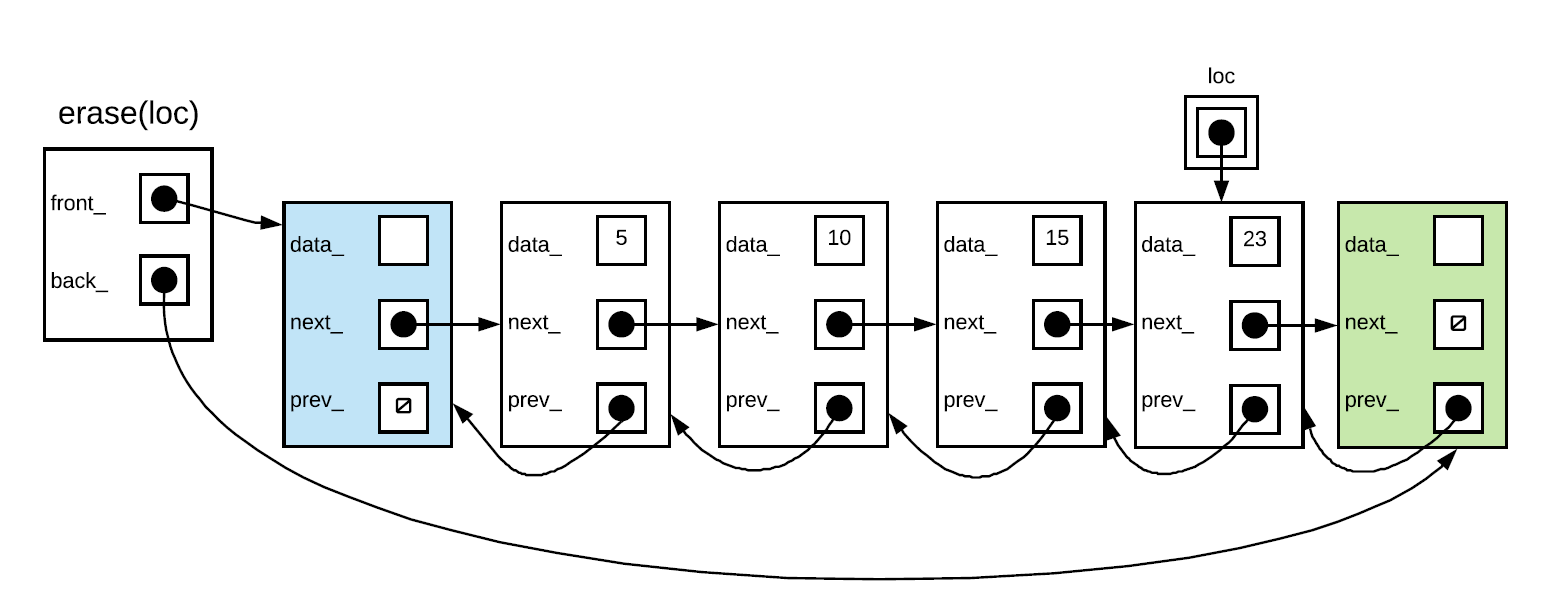 loc
erase(loc)
front_
back_
data_
next_
prev_
data_ 5
next_
prev_
data_ 10
next_
prev_
data_ 15
next_
prev_
data_ 23
next_
prev_
data_
next_
prev_